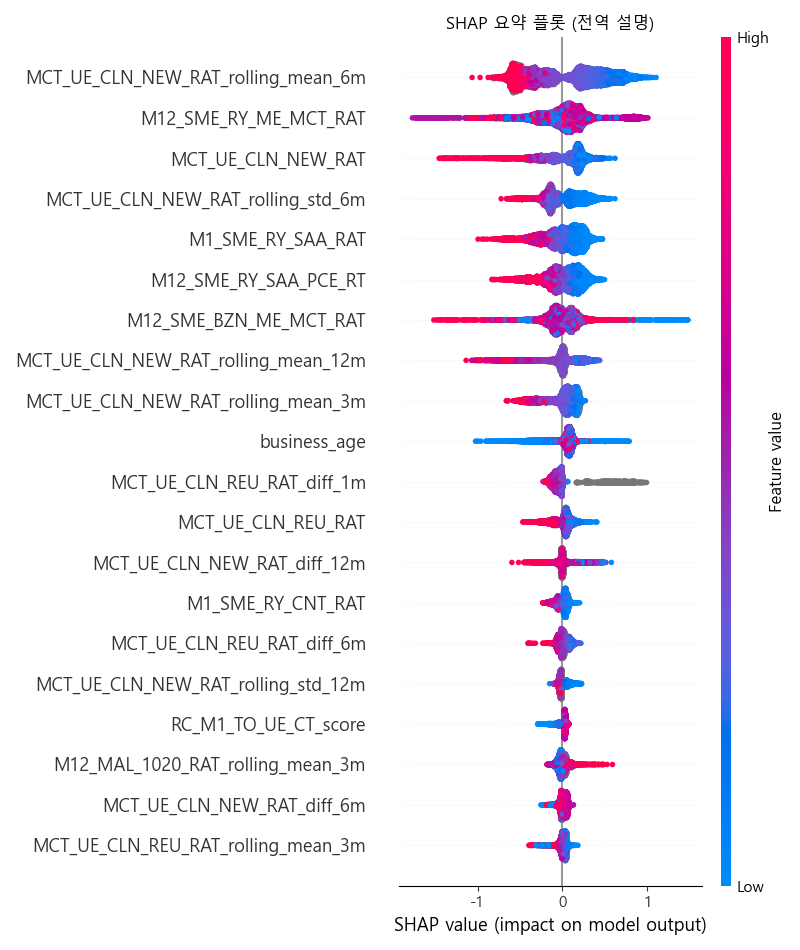 SHAP 요약 플롯 (전역 설명)
High
MCT_UE_CLN_NEW_RAT_rolling_mean_6m
M12_SME_RY_ME_MCT_RAT
MCT_UE_CLN_NEW_RAT
MCT_UE_CLN_NEW_RAT_rolling_std_6m
M1_SME_RY_SAA_RAT
M12_SME_RY_SAA_PCE_RT
M12_SME_BZN_ME_MCT_RAT
MCT_UE_CLN_NEW_RAT_rolling_mean_12m
MCT_UE_CLN_NEW_RAT_rolling_mean_3m
business_age
MCT_UE_CLN_REU_RAT_diff_1m
MCT_UE_CLN_REU_RAT
MCT_UE_CLN_NEW_RAT_diff_12m
M1_SME_RY_CNT_RAT
MCT_UE_CLN_REU_RAT_diff_6m
MCT_UE_CLN_NEW_RAT_rolling_std_12m
RC_M1_TO_UE_CT_score
M12_MAL_1020_RAT_rolling_mean_3m
MCT_UE_CLN_NEW_RAT_diff_6m
MCT_UE_CLN_REU_RAT_rolling_mean_3m
Feature value
Low
-1 0 1
SHAP value (impact on model output)